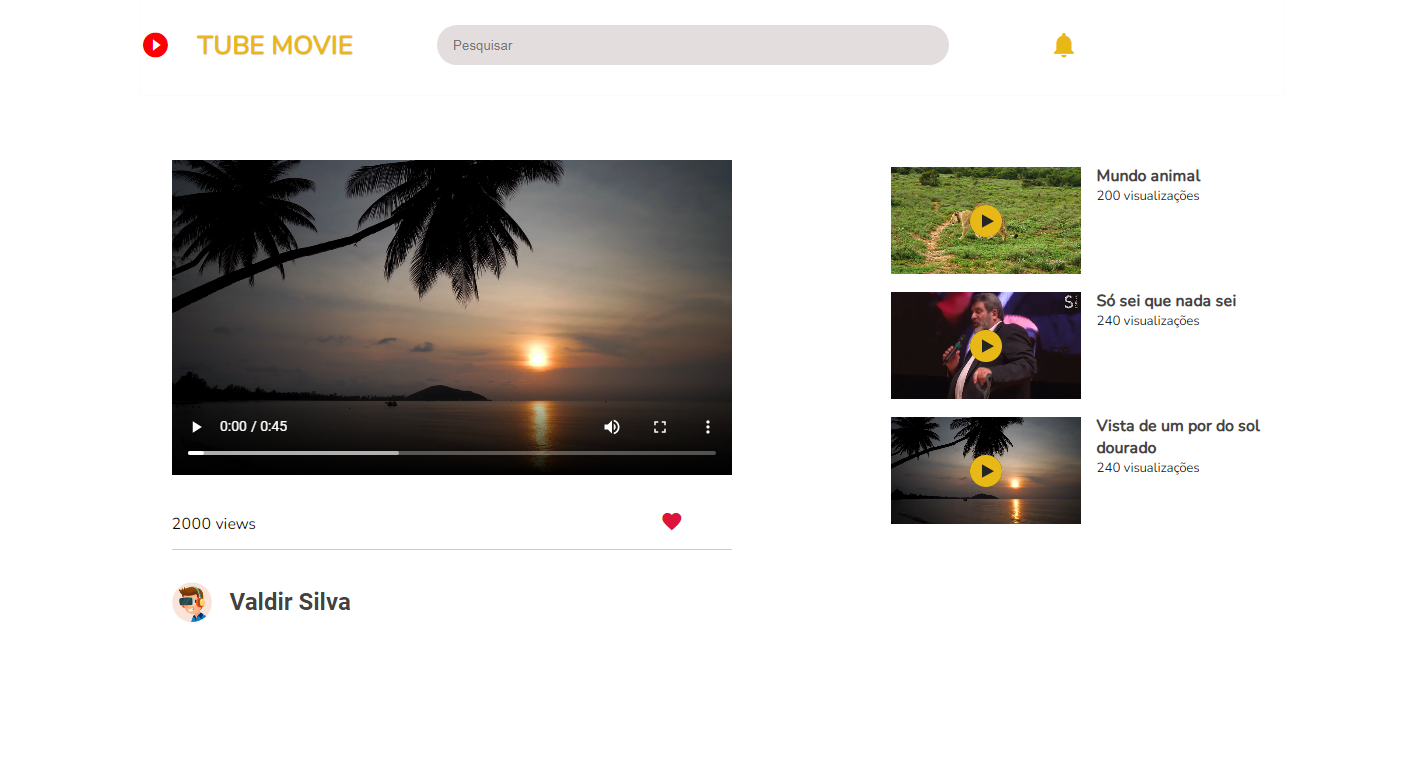 TUBE MOVIE
Pesquisar
0:00 / 0:45
2000 views
Valdir Silva
Mundo animal
200 visualizações
Só sei que nada sei
240 visualizações
Vista de um por do sol
dourado
240 visualizações